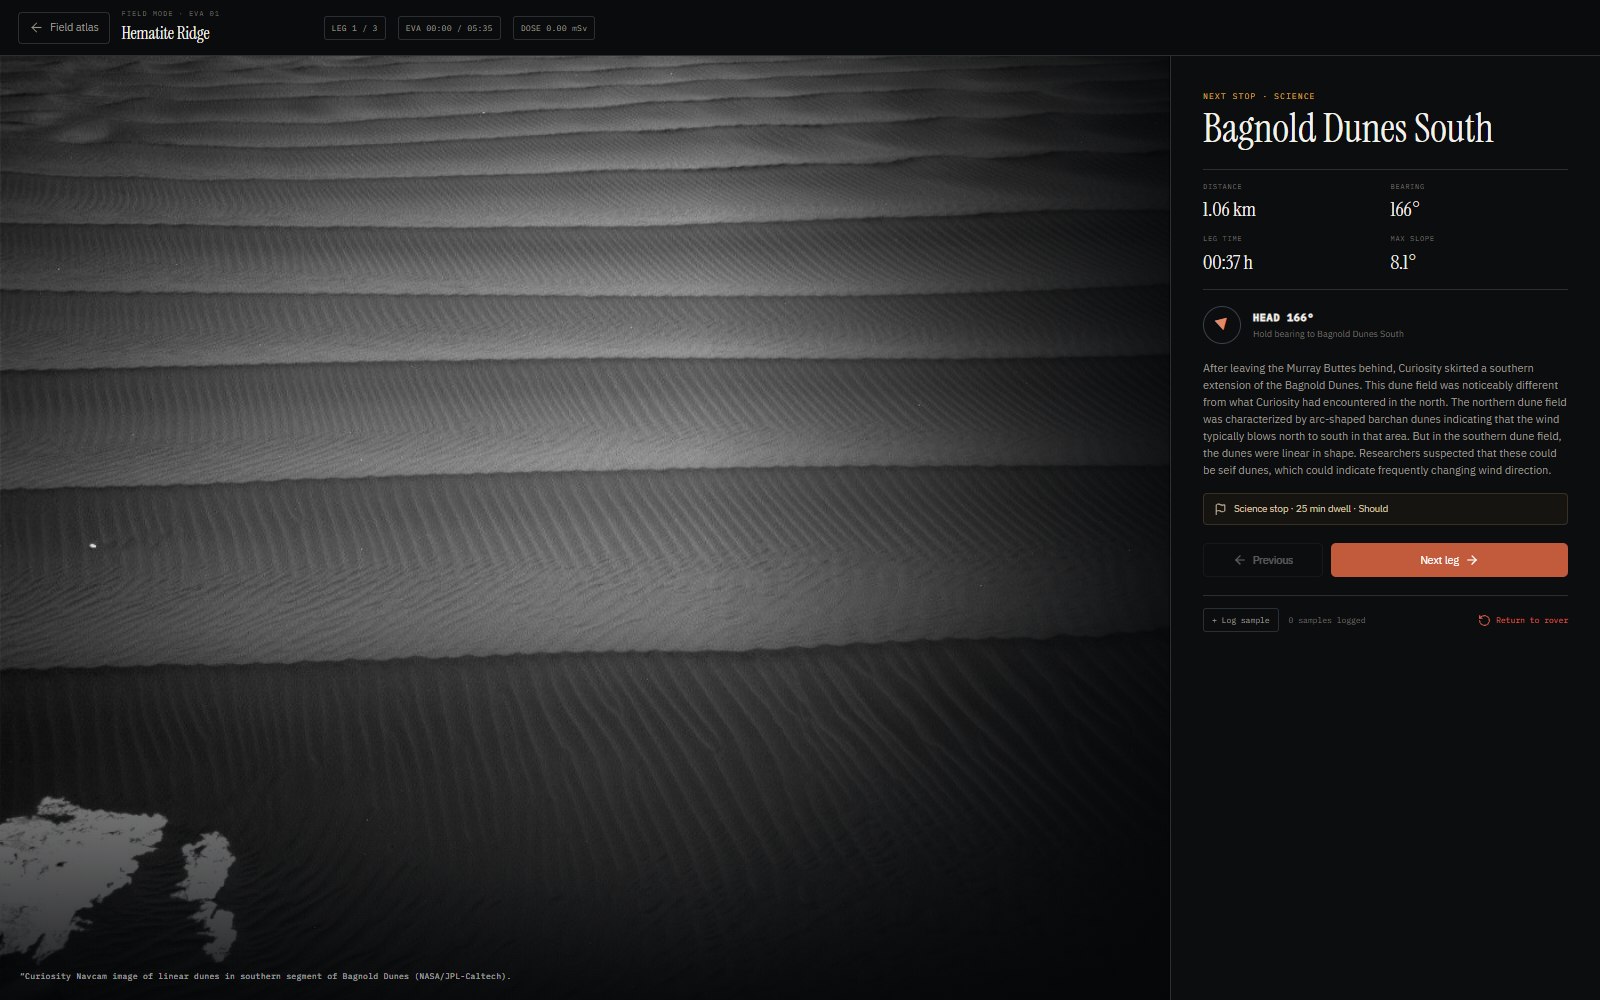 Field atlas
FIELD MODE · EVA 01
Hematite Ridge
LEG 1 / 3
EVA 00:00 / 05:35
DOSE 0.00 mSv
NEXT STOP · SCIENCE
Bagnold Dunes South
DISTANCE
1.06 km
BEARING
166°
LEG TIME
00:37 h
MAX SLOPE
8.1°
HEAD 166°
Hold bearing to Bagnold Dunes South
After leaving the Murray Buttes behind, Curiosity skirted a southern
extension of the Bagnold Dunes. This dune field was noticeably different
from what Curiosity had encountered in the north. The northern dune field
was characterized by arc-shaped barchan dunes indicating that the wind
typically blows north to south in that area. But in the southern dune field,
the dunes were linear in shape. Researchers suspected that these could
be seif dunes, which could indicate frequently changing wind direction.
Science stop · 25 min dwell · Should
Previous
Next leg
+ Log sample
0 samples logged
Return to rover
"Curiosity Navcam image of linear dunes in southern segment of Bagnold Dunes (NASA/JPL-Caltech).